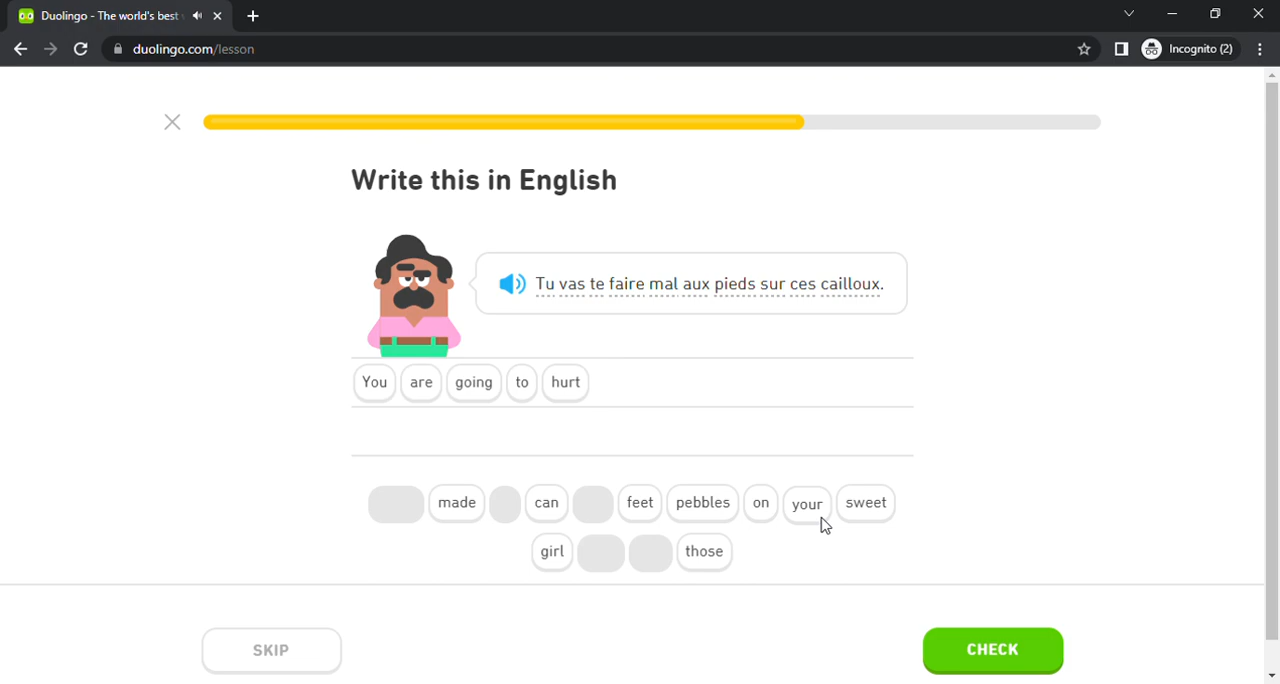 Duolingo - The world's best
duolingo.com/lesson
Incognito (2)
Write this in English
Tu vas te faire mal aux pieds sur ces cailloux.
You are going to hurt
made can feet pebbles on your sweet
girl those
SKIP
CHECK